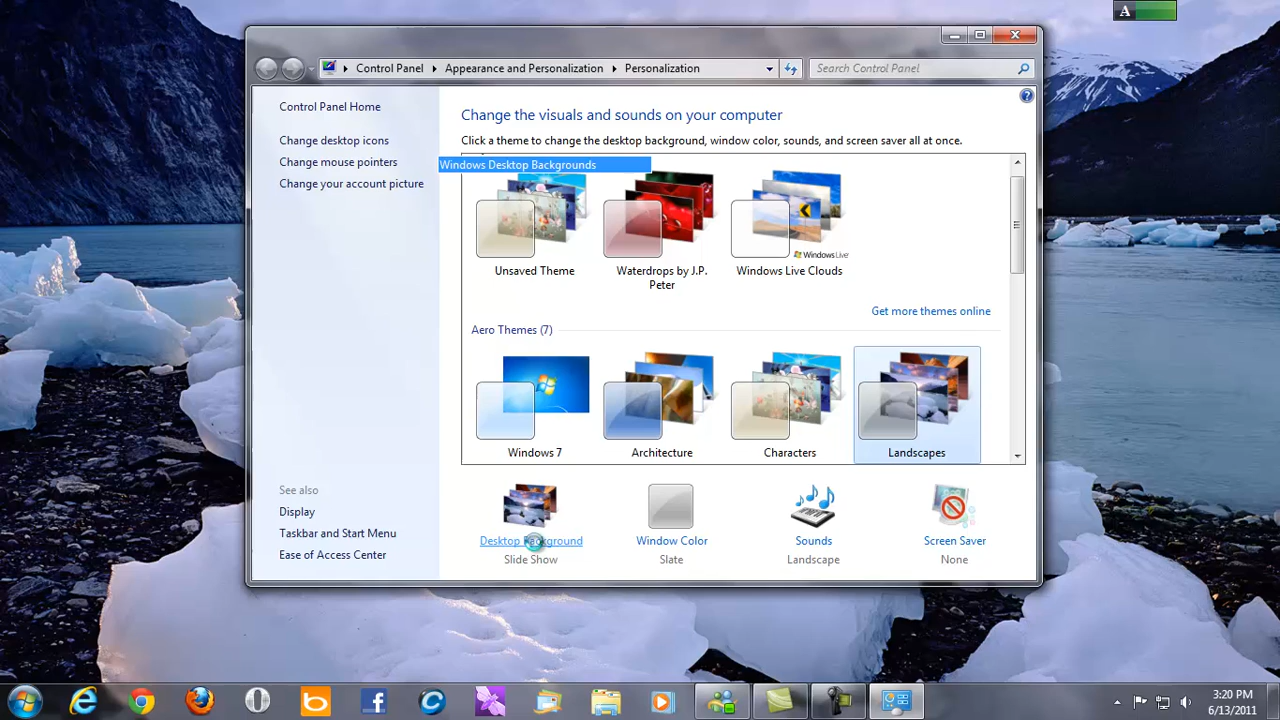 A
Control Panel Appearance and Personalization Personalization
Search Control Panel
Control Panel Home
Change desktop icons
Change mouse pointers
Change your account picture
See also
Display
Taskbar and Start Menu
Ease of Access Center
Change the visuals and sounds on your computer
Click a theme to change the desktop background, window color, sounds, and screen saver all at once.
Windows Desktop Backgrounds
Unsaved Theme
Waterdrops by J.P.
Peter
Windows Live
Windows Live Clouds
Get more themes online
Aero Themes (7)
Windows 7
Architecture
Characters
Landscapes
Desktop Background
Slide Show
Window Color
Slate
Sounds
Landscape
Screen Saver
None
3:20 PM
6/13/2011